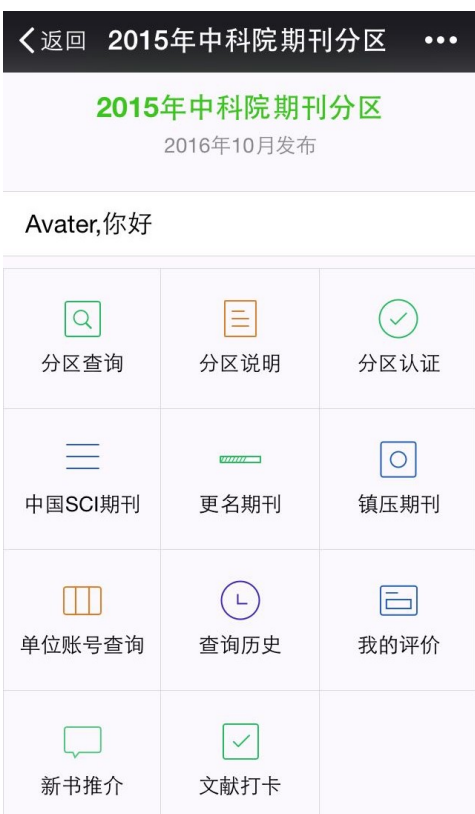 返回 2015年中科院期刊分区
2015年中科院期刊分区
2016年10月发布
Avater,你好
分区查询 分区说明 分区认证
中国SCI期刊 更名期刊 镇压期刊
单位账号查询 查询历史 我的评价
新书推介 文献打卡